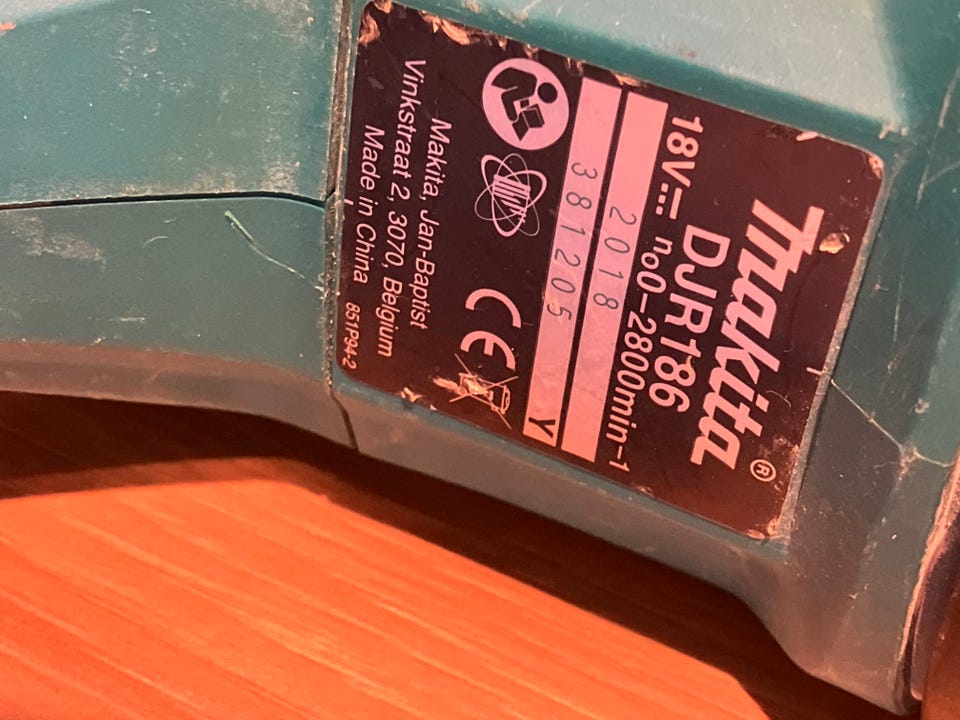 makita®
DJR186
18V⎓ n₀0-2800min-1
2018
381205 Y
CE
Makita, Jan-Baptist
Vinkstraat 2, 3070, Belgium
Made in China 851P94-2